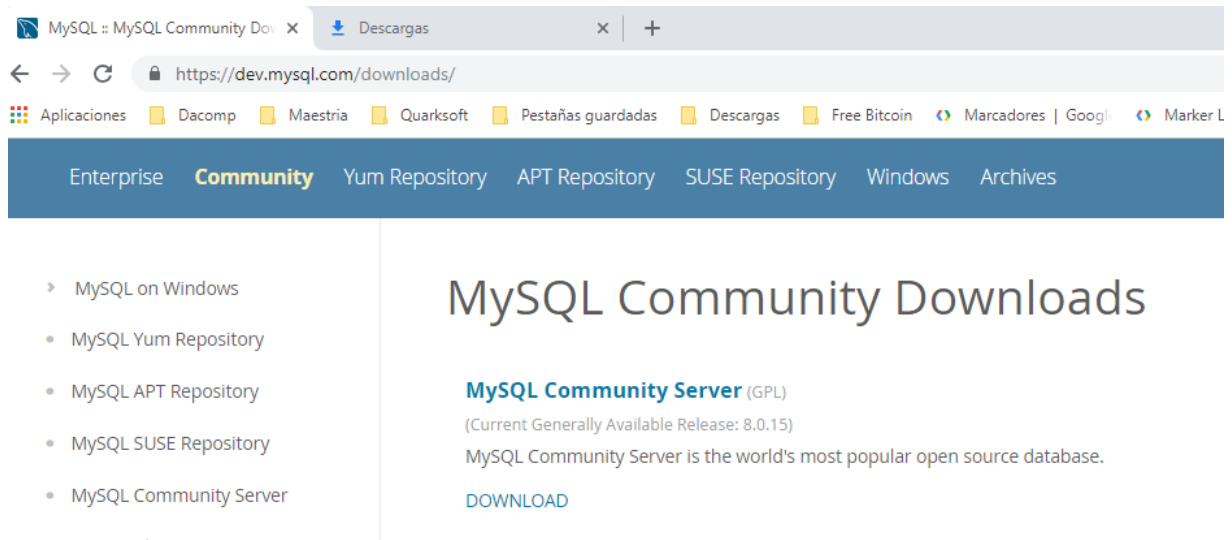 MySQL :: MySQL Community Dow
Descargas
https://dev.mysql.com/downloads/
Aplicaciones Dacomp Maestria Quarksoft Pestañas guardadas Descargas Free Bitcoin Marcadores | Googl Marker L
Enterprise Community Yum Repository APT Repository SUSE Repository Windows Archives
MySQL on Windows
MySQL Yum Repository
MySQL APT Repository
MySQL SUSE Repository
MySQL Community Server
MySQL Community Downloads
MySQL Community Server (GPL)
(Current Generally Available Release: 8.0.15)
MySQL Community Server is the world's most popular open source database.
DOWNLOAD